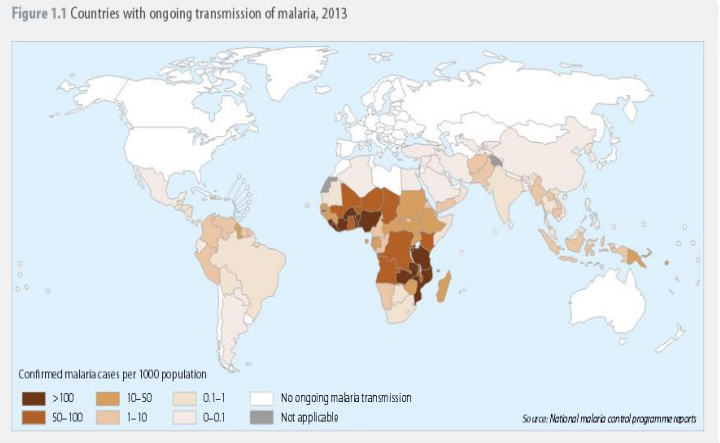 Figure 1.1 Countries with ongoing transmission of malaria, 2013
Confirmed malaria cases per 1000 population
>100 10–50 0.1–1 No ongoing malaria transmission
50–100 1–10 0–0.1 Not applicable
Source: National malaria control programme reports